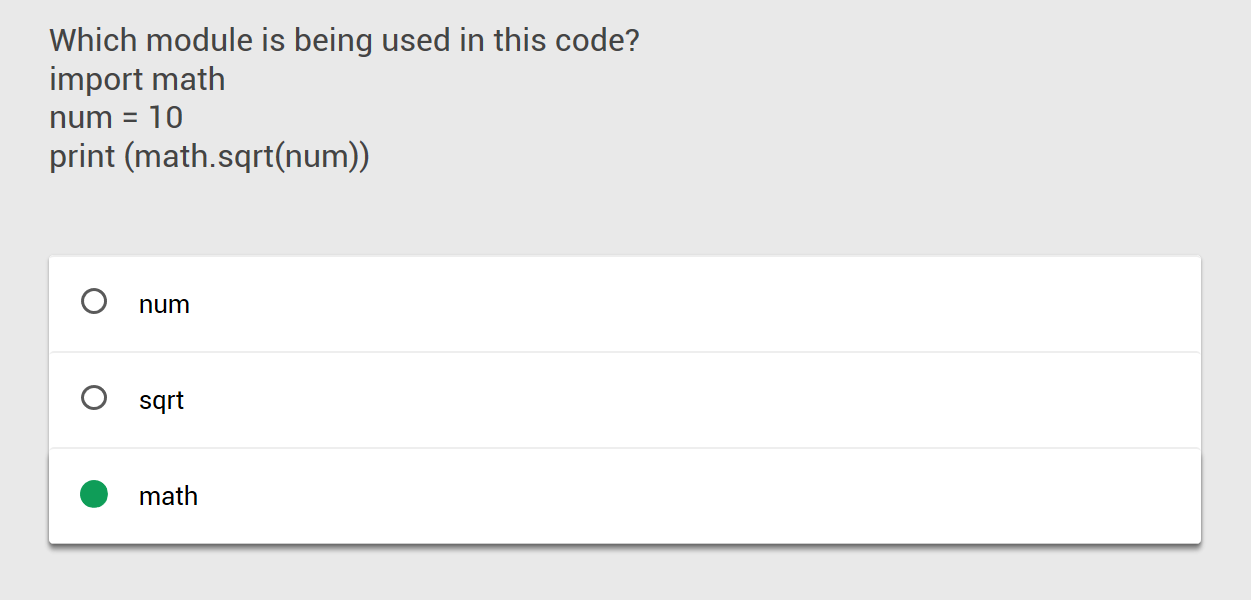 Which module is being used in this code?
import math
num = 10
print (math.sqrt(num))
num
sqrt
math